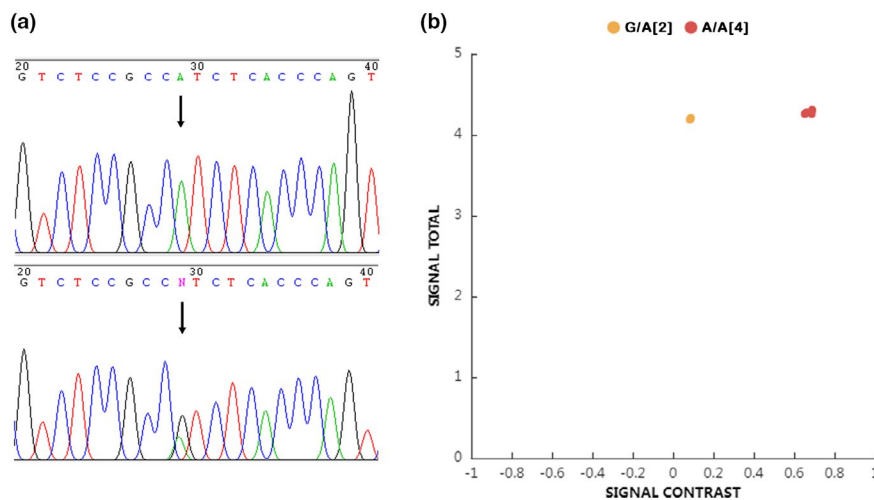 (a)
20 30 40
G T C T C C G C C A T C T C A C C C A G T
20 30 40
G T C T C C G C C N T C T C A C C C A G T
(b)
G/A[2] A/A[4]
SIGNAL TOTAL
5
4
3
2
1
0
-1 -0.8 -0.6 -0.4 -0.2 0 0.2 0.4 0.6 0.8 1
SIGNAL CONTRAST